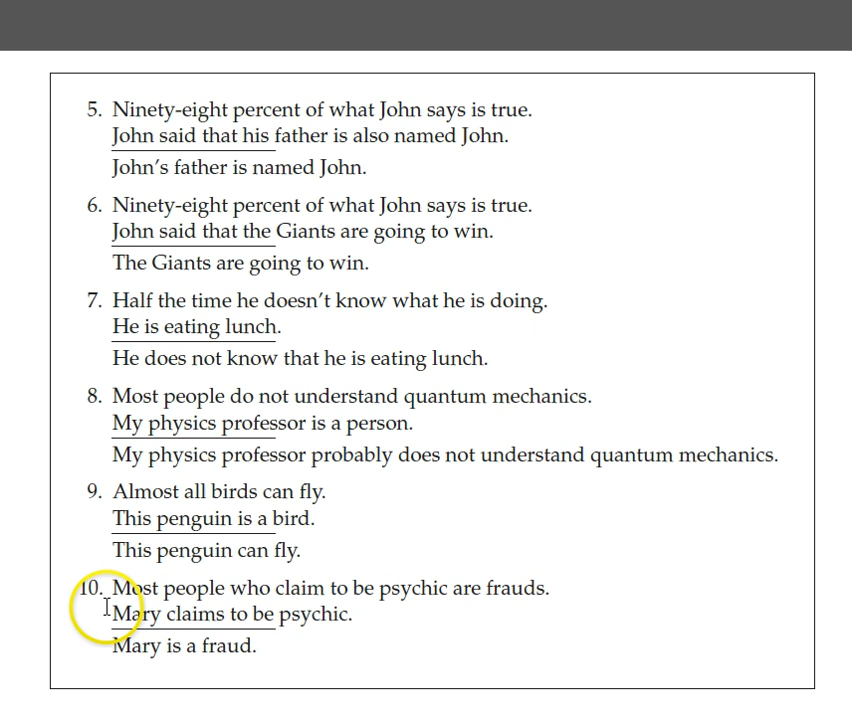 5. Ninety-eight percent of what John says is true.
John said that his father is also named John.
John's father is named John.
6. Ninety-eight percent of what John says is true.
John said that the Giants are going to win.
The Giants are going to win.
7. Half the time he doesn't know what he is doing.
He is eating lunch.
He does not know that he is eating lunch.
8. Most people do not understand quantum mechanics.
My physics professor is a person.
My physics professor probably does not understand quantum mechanics.
9. Almost all birds can fly.
This penguin is a bird.
This penguin can fly.
10. Most people who claim to be psychic are frauds.
Mary claims to be psychic.
Mary is a fraud.